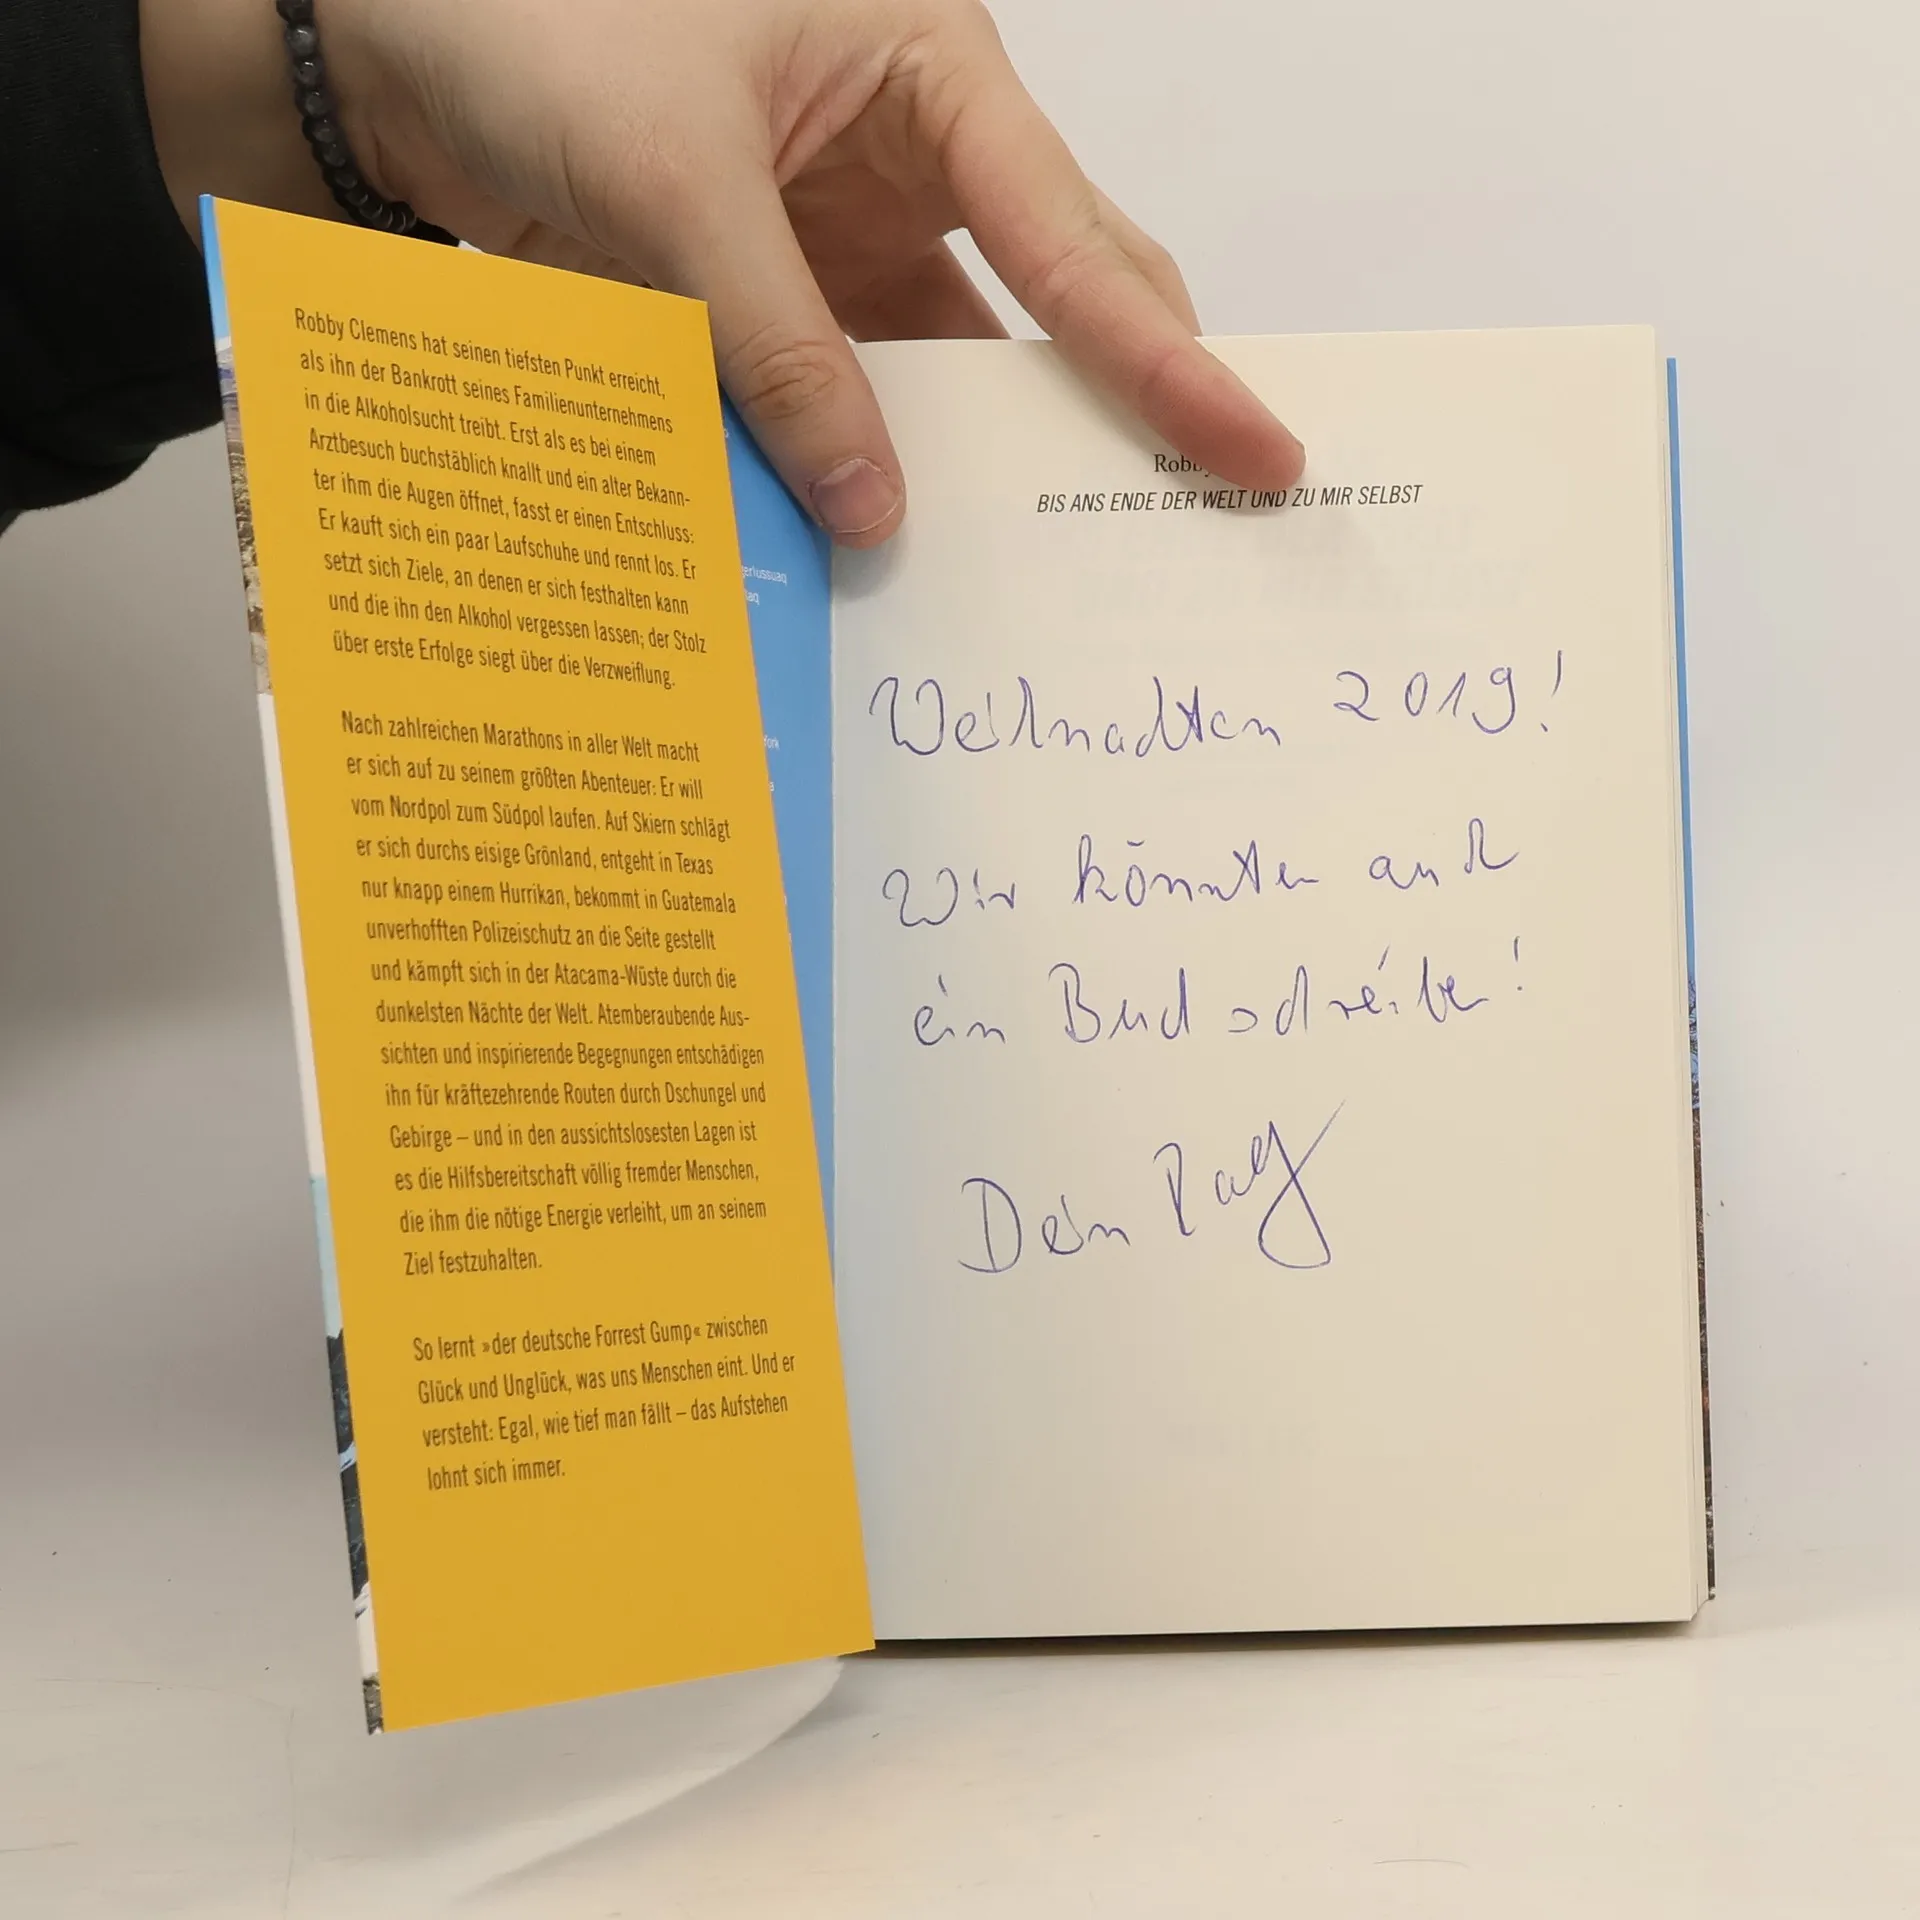 Robby Clemens hat seinen tiefsten Punkt erreicht,
als ihn der Bankrott seines Familienunternehmens
in die Alkoholsucht treibt. Erst als es bei einem
Arztbesuch buchstäblich knallt und ein alter Bekann-
ter ihm die Augen öffnet, fasst er einen Entschluss:
Er kauft sich ein paar Laufschuhe und rennt los. Er
setzt sich Ziele, an denen er sich festhalten kann
und die ihn den Alkohol vergessen lassen; der Stolz
über erste Erfolge siegt über die Verzweiflung.
Nach zahlreichen Marathons in aller Welt macht
er sich auf zu seinem größten Abenteuer: Er will
vom Nordpol zum Südpol laufen. Auf Skiern schlägt
er sich durchs eisige Grönland, entgeht in Texas
nur knapp einem Hurrikan, bekommt in Guatemala
unverhofften Polizeischutz an die Seite gestellt
und kämpft sich in der Atacama-Wüste durch die
dunkelsten Nächte der Welt. Atemberaubende Aus-
sichten und inspirierende Begegnungen entschädigen
ihn für kräftezehrende Routen durch Dschungel und
Gebirge – und in den aussichtslosesten Lagen ist
es die Hilfsbereitschaft völlig fremder Menschen,
die ihm die nötige Energie verleiht, um an seinem
Ziel festzuhalten.
So lernt »der deutsche Forrest Gump« zwischen
Glück und Unglück, was uns Menschen eint. Und er
versteht: Egal, wie tief man fällt – das Aufstehen
lohnt sich immer.
BIS ANS ENDE DER WELT UND ZU MIR SELBST
Weihnachten 2019!
Wir könnten auch
ein Buch schreiben!
Dein Ralf